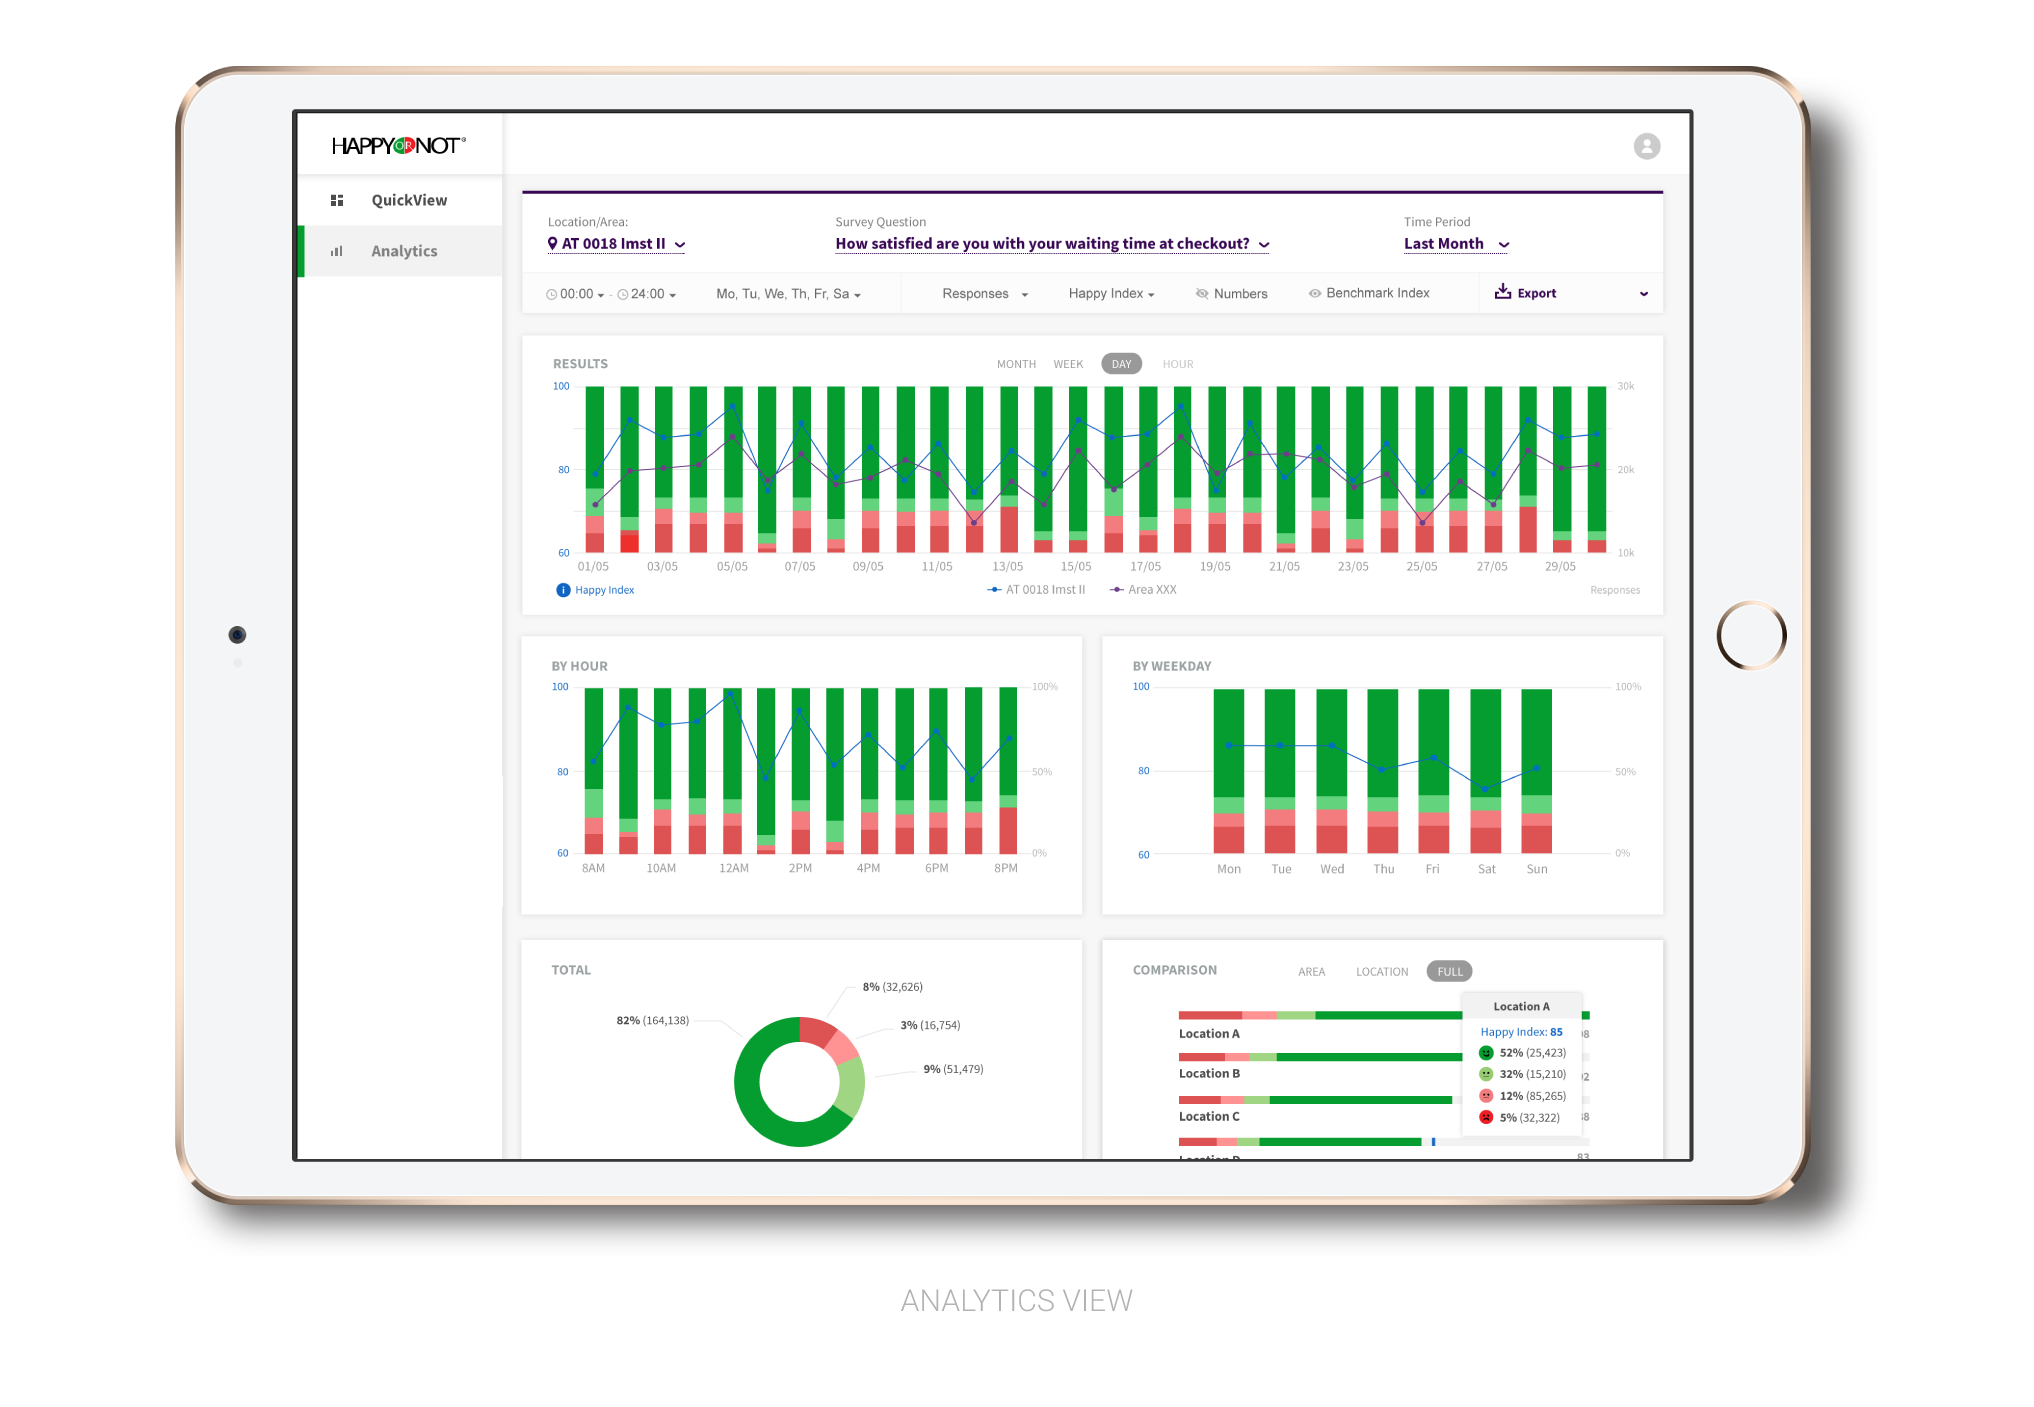 HAPPYORNOT®
QuickView
Analytics
Location/Area:
AT 0018 Imst II
Survey Question
How satisfied are you with your waiting time at checkout?
Time Period
Last Month
00:00 - 24:00
Mo, Tu, We, Th, Fr, Sa
Responses
Happy Index
Numbers
Benchmark Index
Export
RESULTS
MONTH WEEK DAY HOUR
100 30k
80 20k
60 10k
01/05 03/05 05/05 07/05 09/05 11/05 13/05 15/05 17/05 19/05 21/05 23/05 25/05 27/05 29/05
i Happy Index
AT 0018 Imst II
Area XXX
Responses
BY HOUR
100 100%
80 50%
60 0%
8AM 10AM 12AM 2PM 4PM 6PM 8PM
BY WEEKDAY
100 100%
80 50%
60 0%
Mon Tue Wed Thu Fri Sat Sun
TOTAL
8% (32,626)
82% (164,138)
3% (16,754)
9% (51,479)
COMPARISON
AREA LOCATION FULL
Location A
Location B
Location C
83
Location A
Happy Index: 85
52% (25,423)
32% (15,210)
12% (85,265)
5% (32,322)
ANALYTICS VIEW